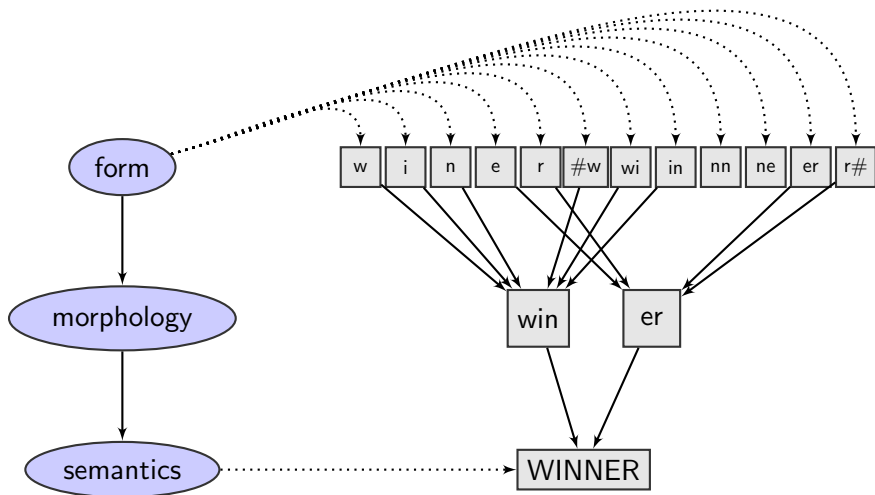 form w i n e r #w wi in nn ne er r#
morphology win er
semantics WINNER